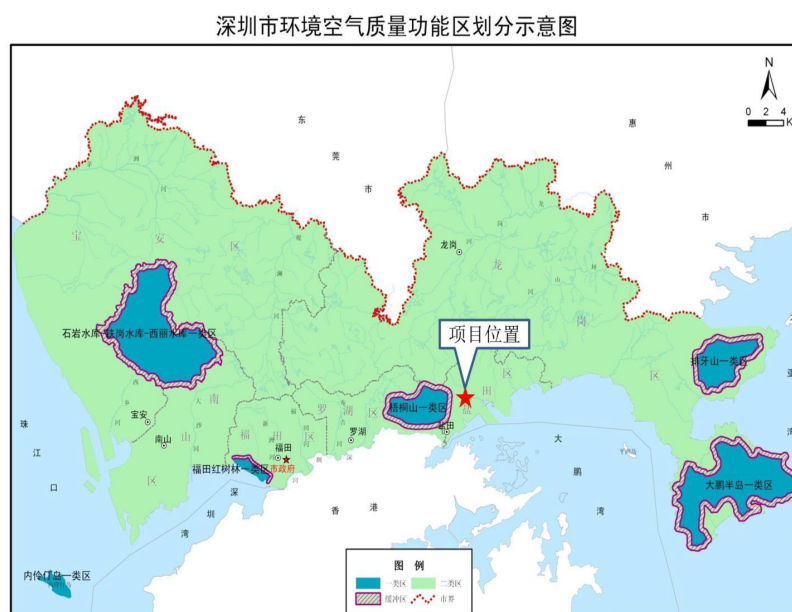 深圳市环境空气质量功能区划分示意图
N
0 2 4
K
东
莞
市
惠
州
市
宝
安
区
龙岗
龙
岗
区
石岩水库-铁岗水库-西丽水库一类区
项目位置
排牙山一类区
梧桐山一类区
盐
田
区
盐田
罗湖区
罗湖
宝安
南山
南
山
区
福田区
福田
市政府
福田红树林一类区
大鹏半岛一类区
大
鹏
湾
珠
江
口
深
圳
湾
香
港
亚
湾
内伶仃岛一类区
图 例
一类区
二类区
缓冲区
市界